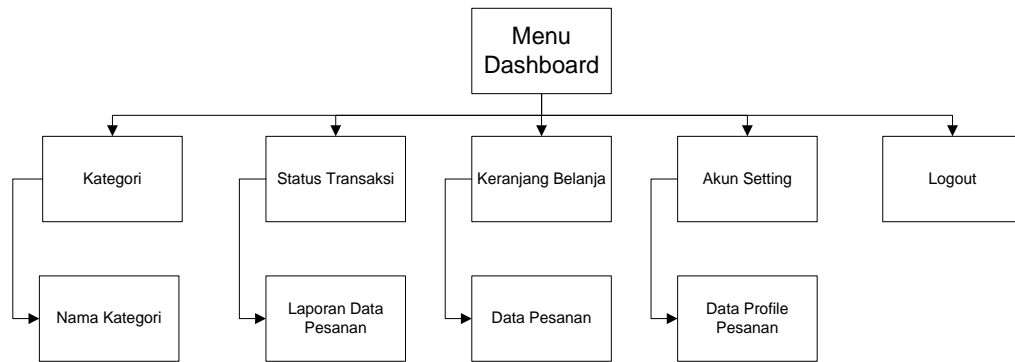 Menu
Dashboard
Kategori
Status Transaksi
Keranjang Belanja
Akun Setting
Logout
Nama Kategori
Laporan Data
Pesanan
Data Pesanan
Data Profile
Pesanan